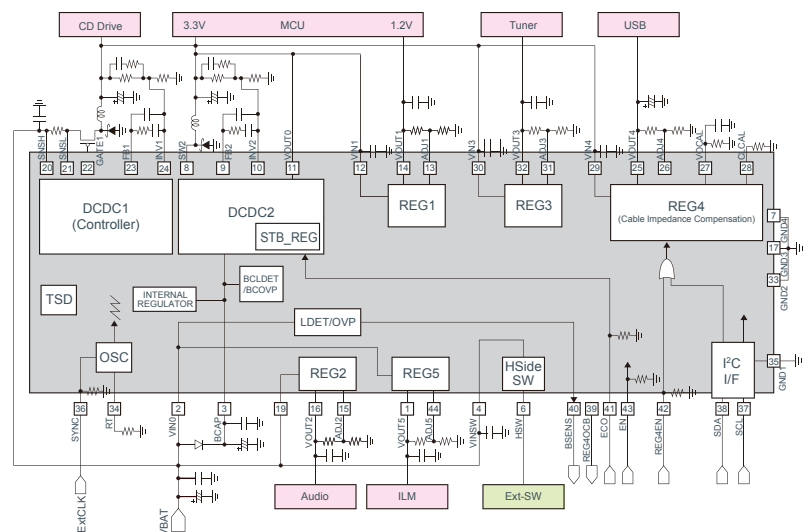 CD Drive
3.3V MCU 1.2V
Tuner
USB
SNSH
SNSL
GATE1
FB1
INV1
SW2
FB2
INV2
VOUT0
VIN1
VOUT1
ADJ1
VIN3
VOUT3
ADJ3
VIN4
VOUT4
ADJ4
VOCAL
CLCAL
20
21
22
23
24
8
9
10
11
12
14
13
30
32
31
29
25
26
27
28
DCDC1
(Controller)
DCDC2
STB_REG
REG1
REG3
REG4
(Cable Impedance Compensation)
7
GND4
17
GND3
33
GND2
TSD
INTERNAL
REGULATOR
BCLDET
/BCOVP
LDET/OVP
OSC
REG2
REG5
HSide
SW
I²C
I/F
35
GND1
36
34
2
3
19
16
15
1
44
4
6
40
39
41
43
42
38
37
SYNC
RT
VIN0
BCAP
VOUT2
ADJ2
VOUT5
ADJ5
VINSW
HSW
BSENS
REG4OCB
ECO
EN
REG4EN
SDA
SCL
ExtCLK
VBAT
Audio
ILM
Ext-SW